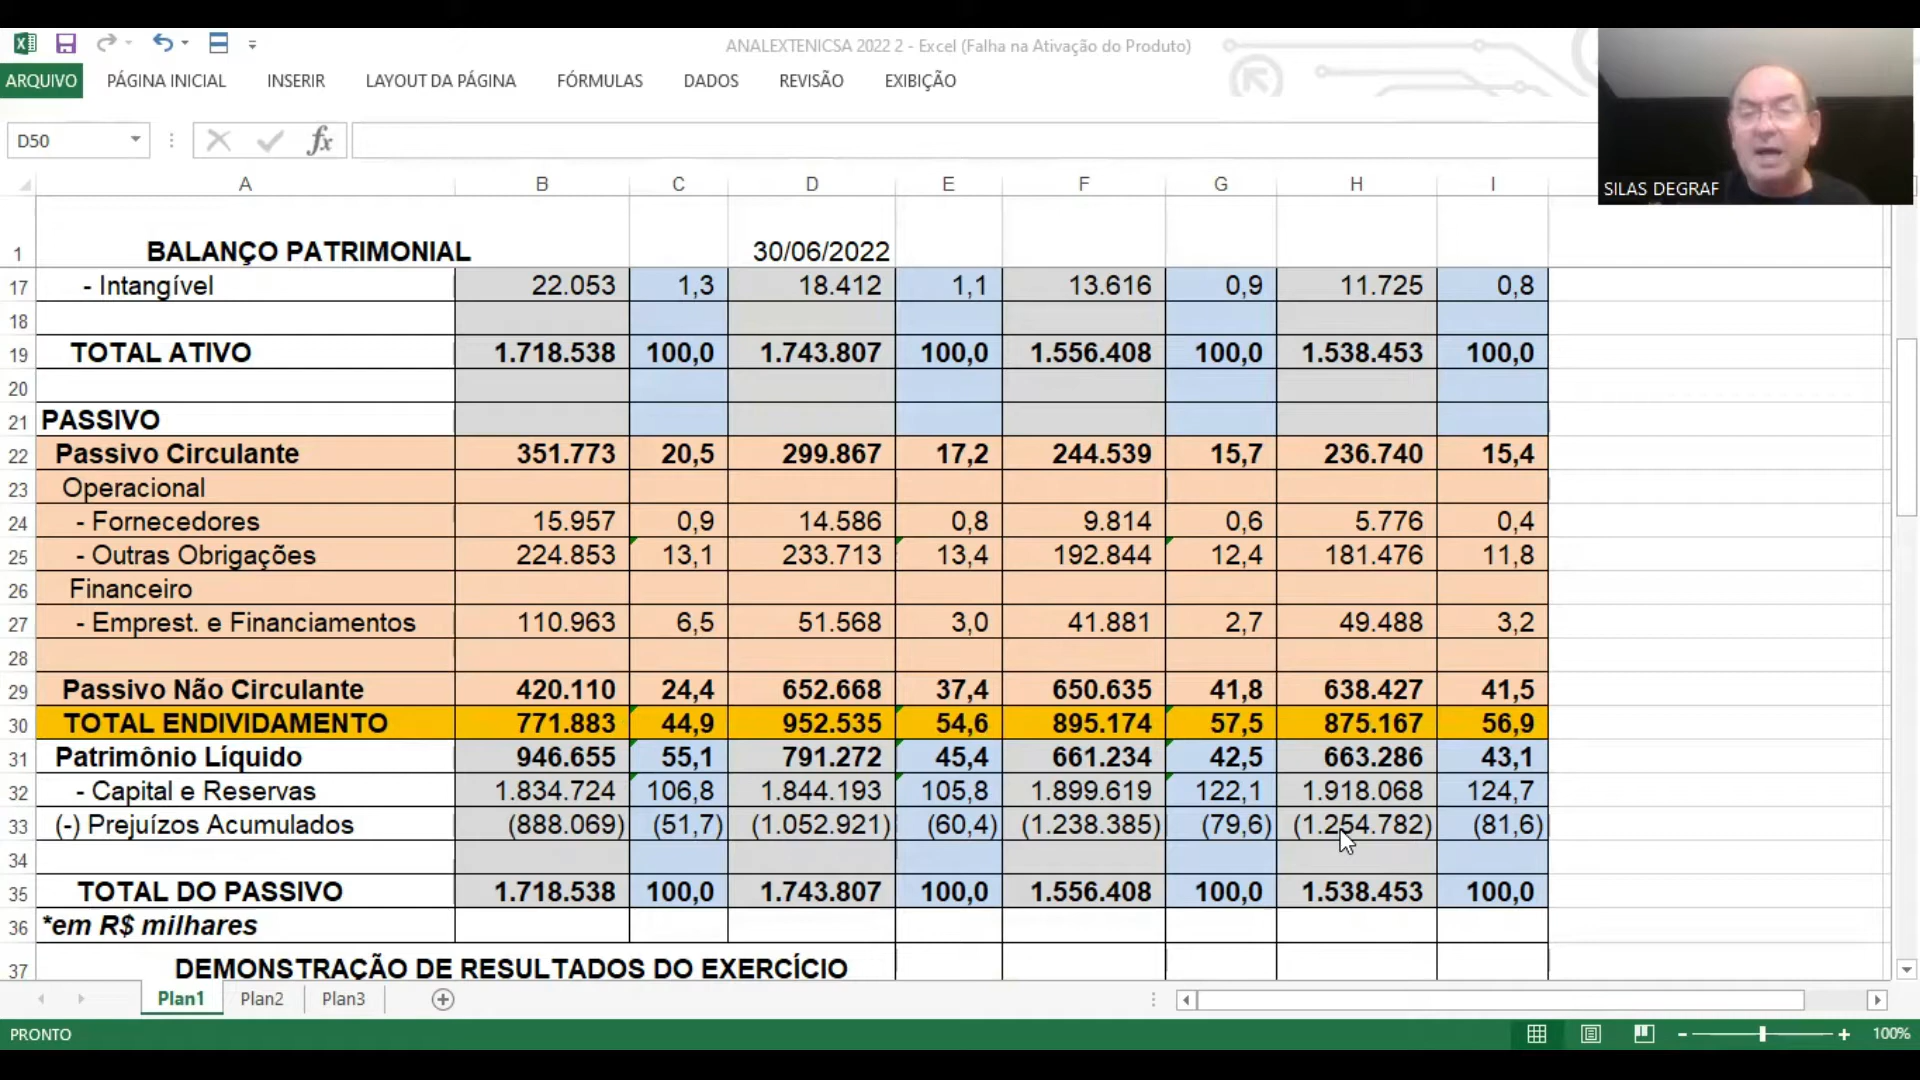 ANALEXTENICSA 2022 2 - Excel (Falha na Ativação do Produto)
ARQUIVO PÁGINA INICIAL INSERIR LAYOUT DA PÁGINA FÓRMULAS DADOS REVISÃO EXIBIÇÃO
D50 fx
SILAS DEGRAF
A B C D E F G H I
1 BALANÇO PATRIMONIAL 30/06/2022
17 - Intangível 22.053 1,3 18.412 1,1 13.616 0,9 11.725 0,8
18
19 TOTAL ATIVO 1.718.538 100,0 1.743.807 100,0 1.556.408 100,0 1.538.453 100,0
20
21 PASSIVO
22 Passivo Circulante 351.773 20,5 299.867 17,2 244.539 15,7 236.740 15,4
23 Operacional
24 - Fornecedores 15.957 0,9 14.586 0,8 9.814 0,6 5.776 0,4
25 - Outras Obrigações 224.853 13,1 233.713 13,4 192.844 12,4 181.476 11,8
26 Financeiro
27 - Emprest. e Financiamentos 110.963 6,5 51.568 3,0 41.881 2,7 49.488 3,2
28
29 Passivo Não Circulante 420.110 24,4 652.668 37,4 650.635 41,8 638.427 41,5
30 TOTAL ENDIVIDAMENTO 771.883 44,9 952.535 54,6 895.174 57,5 875.167 56,9
31 Patrimônio Líquido 946.655 55,1 791.272 45,4 661.234 42,5 663.286 43,1
32 - Capital e Reservas 1.834.724 106,8 1.844.193 105,8 1.899.619 122,1 1.918.068 124,7
33 (-) Prejuízos Acumulados (888.069) (51,7) (1.052.921) (60,4) (1.238.385) (79,6) (1.254.782) (81,6)
34
35 TOTAL DO PASSIVO 1.718.538 100,0 1.743.807 100,0 1.556.408 100,0 1.538.453 100,0
36 *em R$ milhares
37 DEMONSTRAÇÃO DE RESULTADOS DO EXERCÍCIO
Plan1 Plan2 Plan3
PRONTO 100%